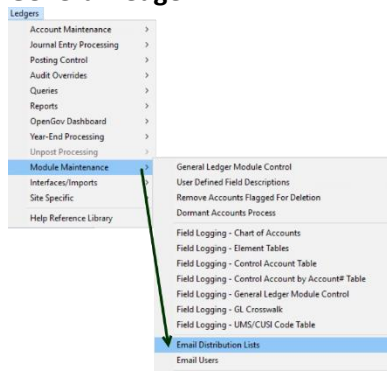 Ledgers
Account Maintenance
Journal Entry Processing
Posting Control
Audit Overrides
Queries
Reports
OpenGov Dashboard
Year-End Processing
Unpost Processing
Module Maintenance
Interfaces/Imports
Site Specific
Help Reference Library
General Ledger Module Control
User Defined Field Descriptions
Remove Accounts Flagged For Deletion
Dormant Accounts Process
Field Logging - Chart of Accounts
Field Logging - Element Tables
Field Logging - Control Account Table
Field Logging - Control Account by Account# Table
Field Logging - General Ledger Module Control
Field Logging - GL Crosswalk
Field Logging - UMS/CUSI Code Table
Email Distribution Lists
Email Users